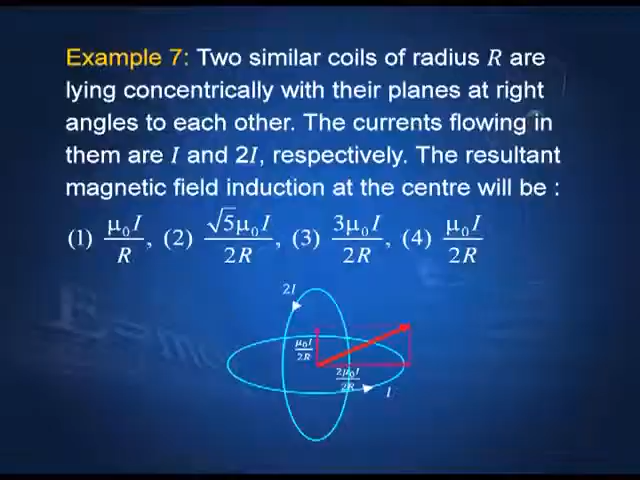 Example 7: Two similar coils of radius R are
lying concentrically with their planes at right
angles to each other. The currents flowing in
them are I and 2I, respectively. The resultant
magnetic field induction at the centre will be :
(1) μ₀I/R, (2) √5μ₀I/2R, (3) 3μ₀I/2R, (4) μ₀I/2R
2I
μ₀I/2R
2μ₀I/2R
I